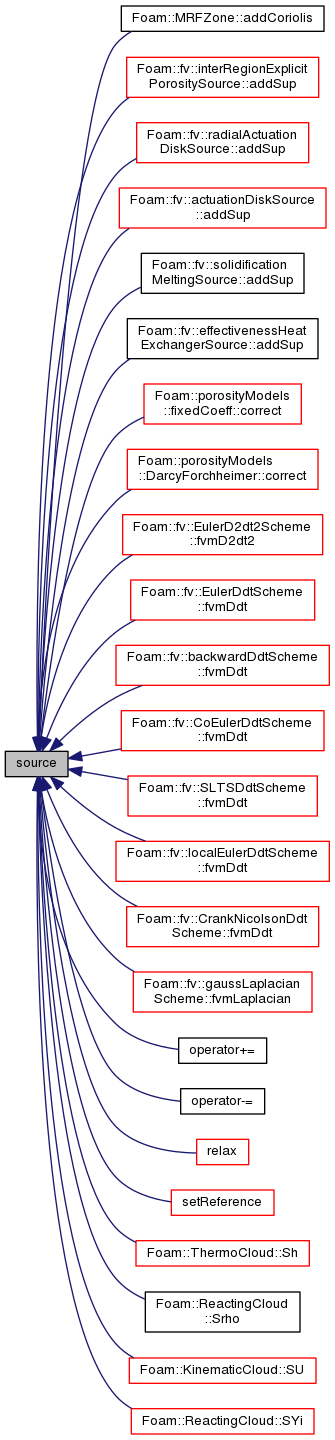 Foam::MRFZone::addCoriolis
Foam::fv::interRegionExplicit
PorositySource::addSup
Foam::fv::radialActuation
DiskSource::addSup
Foam::fv::actuationDiskSource
::addSup
Foam::fv::solidification
MeltingSource::addSup
Foam::fv::effectivenessHeat
ExchangerSource::addSup
Foam::porosityModels
::fixedCoeff::correct
Foam::porosityModels
::DarcyForchheimer::correct
Foam::fv::EulerD2dt2Scheme
::fvmD2dt2
Foam::fv::EulerDdtScheme
::fvmDdt
Foam::fv::backwardDdtScheme
::fvmDdt
Foam::fv::CoEulerDdtScheme
::fvmDdt
source
Foam::fv::SLTSDdtScheme
::fvmDdt
Foam::fv::localEulerDdtScheme
::fvmDdt
Foam::fv::CrankNicolsonDdt
Scheme::fvmDdt
Foam::fv::gaussLaplacian
Scheme::fvmLaplacian
operator+=
operator-=
relax
setReference
Foam::ThermoCloud::Sh
Foam::ReactingCloud
::Srho
Foam::KinematicCloud::SU
Foam::ReactingCloud::SYi